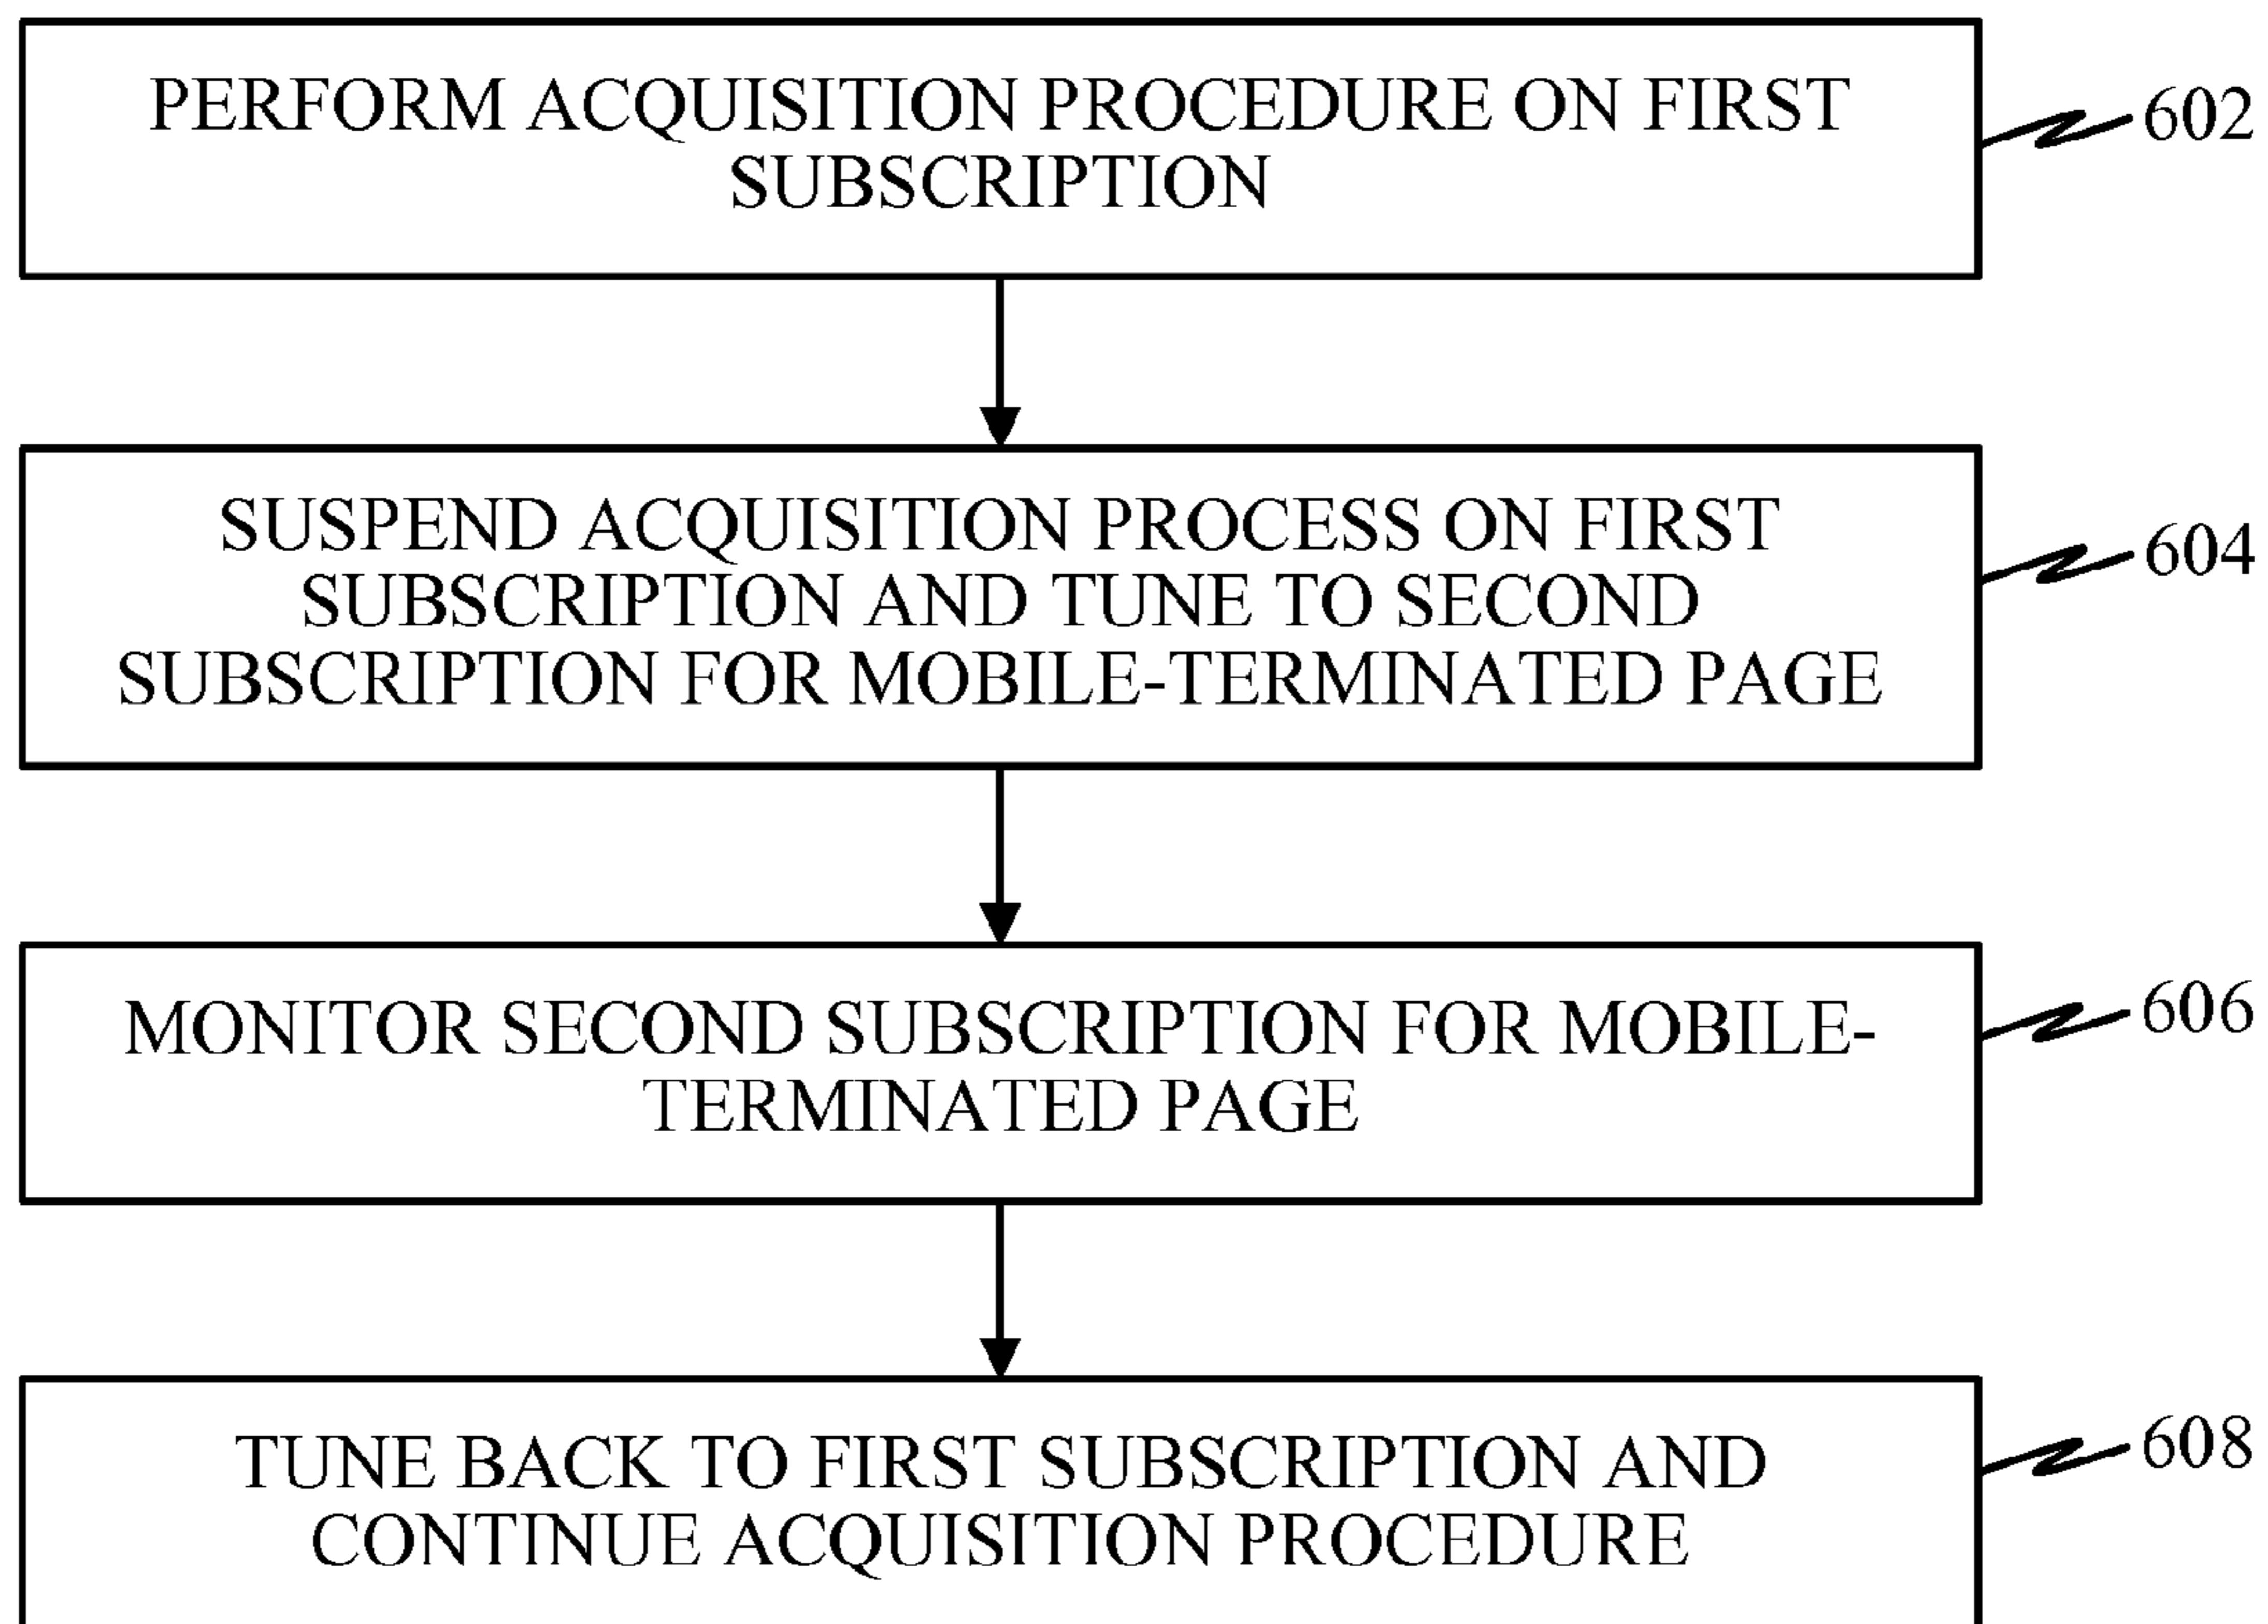 PERFORM ACQUISITION PROCEDURE ON FIRST
SUBSCRIPTION
602
SUSPEND ACQUISITION PROCESS ON FIRST
SUBSCRIPTION AND TUNE TO SECOND
SUBSCRIPTION FOR MOBILE-TERMINATED PAGE
604
MONITOR SECOND SUBSCRIPTION FOR MOBILE-
TERMINATED PAGE
606
TUNE BACK TO FIRST SUBSCRIPTION AND
CONTINUE ACQUISITION PROCEDURE
608